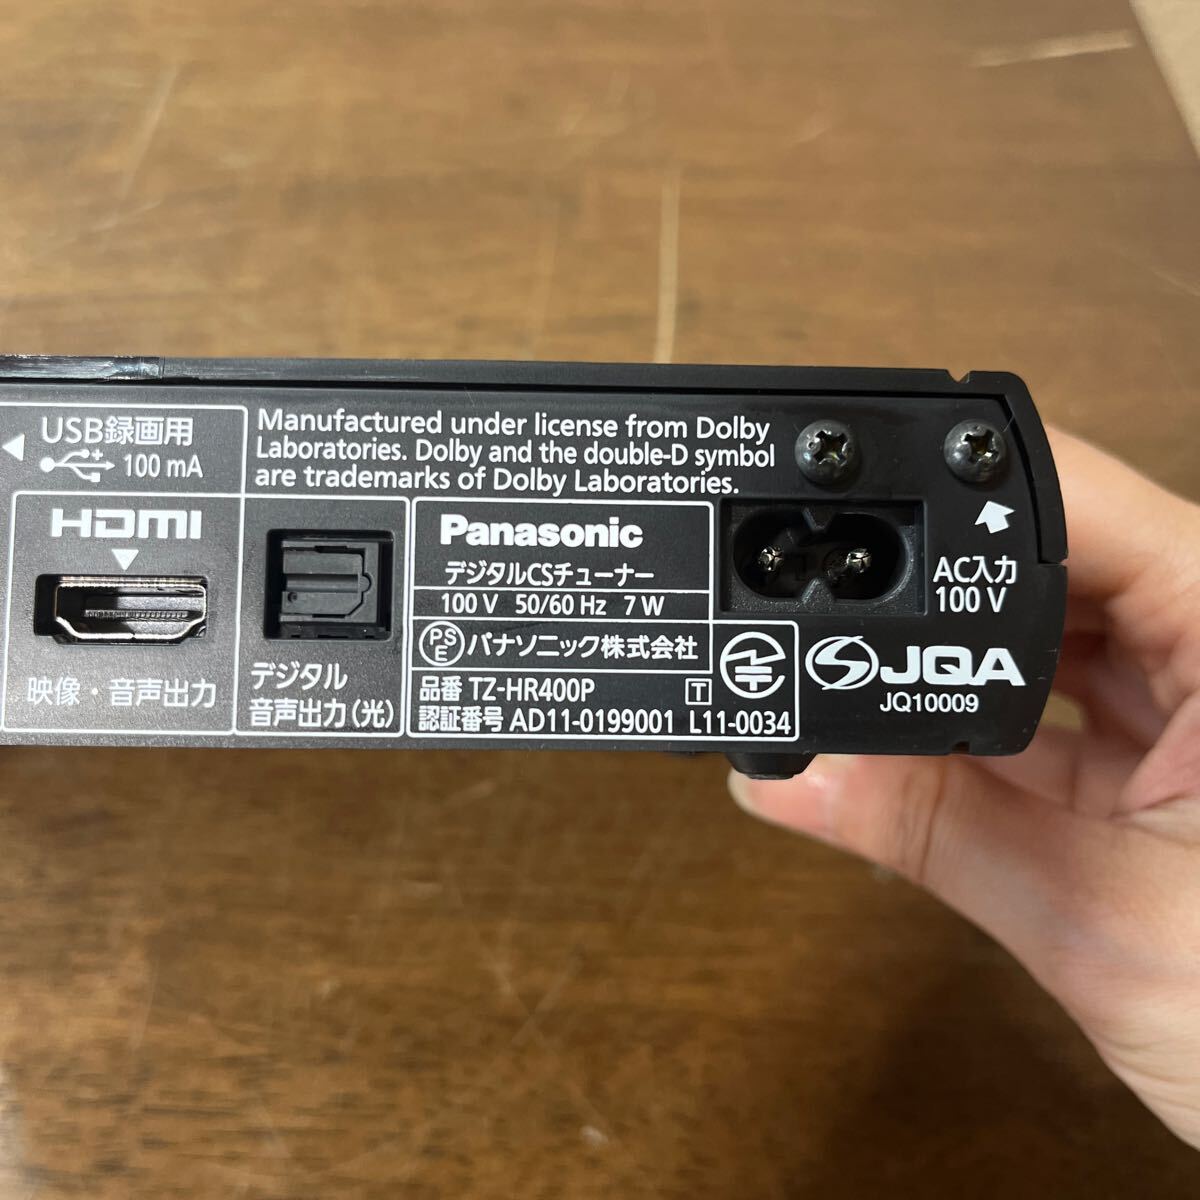 USB録画用
100 mA
Manufactured under license from Dolby
Laboratories. Dolby and the double-D symbol
are trademarks of Dolby Laboratories.
HDMI
映像・音声出力
デジタル
音声出力(光)
Panasonic
デジタルCSチューナー
100 V 50/60 Hz 7 W
PSE パナソニック株式会社
品番 TZ-HR400P
T
認証番号 AD11-0199001 L11-0034
AC入力
100 V
JQA
JQ10009